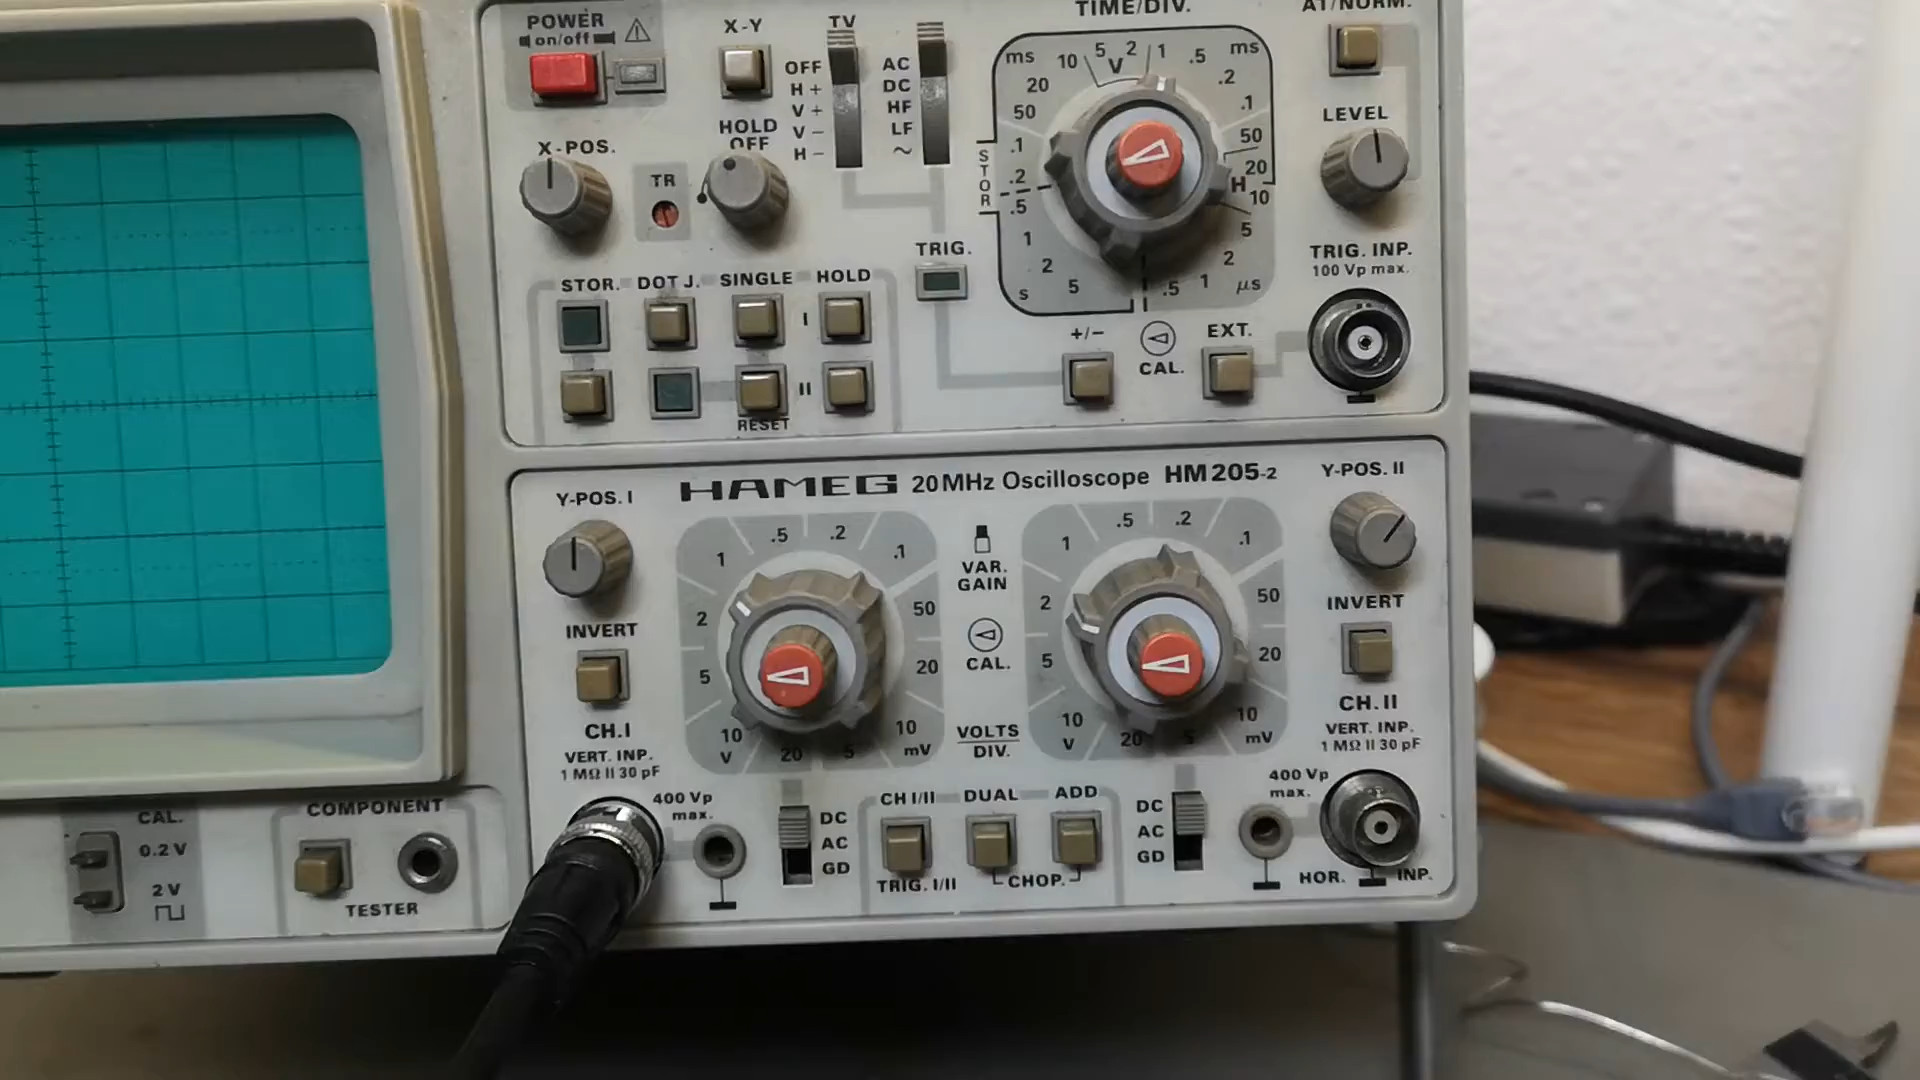 POWER
on/off
X-Y
TV
OFF
H+
V+
V-
H-
AC
DC
HF
LF
~
TIME/DIV.
ms
20
50
.1
.2
.5
1
2
s
5
10
5
V
2
1
.5
ms
.2
.1
50
20
H
10
5
2
1
.5
µs
STOR
AT/NORM.
LEVEL
X-POS.
HOLD
OFF
TR
TRIG.
TRIG. INP.
100 Vp max.
STOR.
DOT J.
SINGLE
HOLD
I
II
RESET
+/-
CAL.
EXT.
HAMEG 20 MHz Oscilloscope HM 205-2
Y-POS. I
Y-POS. II
INVERT
CH. I
VERT. INP.
1 MΩ II 30 pF
400 Vp
max.
.5
.2
.1
1
2
5
10
V
20
5
50
20
10
mV
VAR.
GAIN
CAL.
VOLTS
DIV.
.5
.2
.1
1
2
5
10
V
20
5
50
20
10
mV
INVERT
CH. II
VERT. INP.
1 MΩ II 30 pF
400 Vp
max.
DC
AC
GD
CH I/II
DUAL
ADD
TRIG. I/II
CHOP.
DC
AC
GD
HOR.
INP.
CAL.
0.2 V
2 V
COMPONENT
TESTER